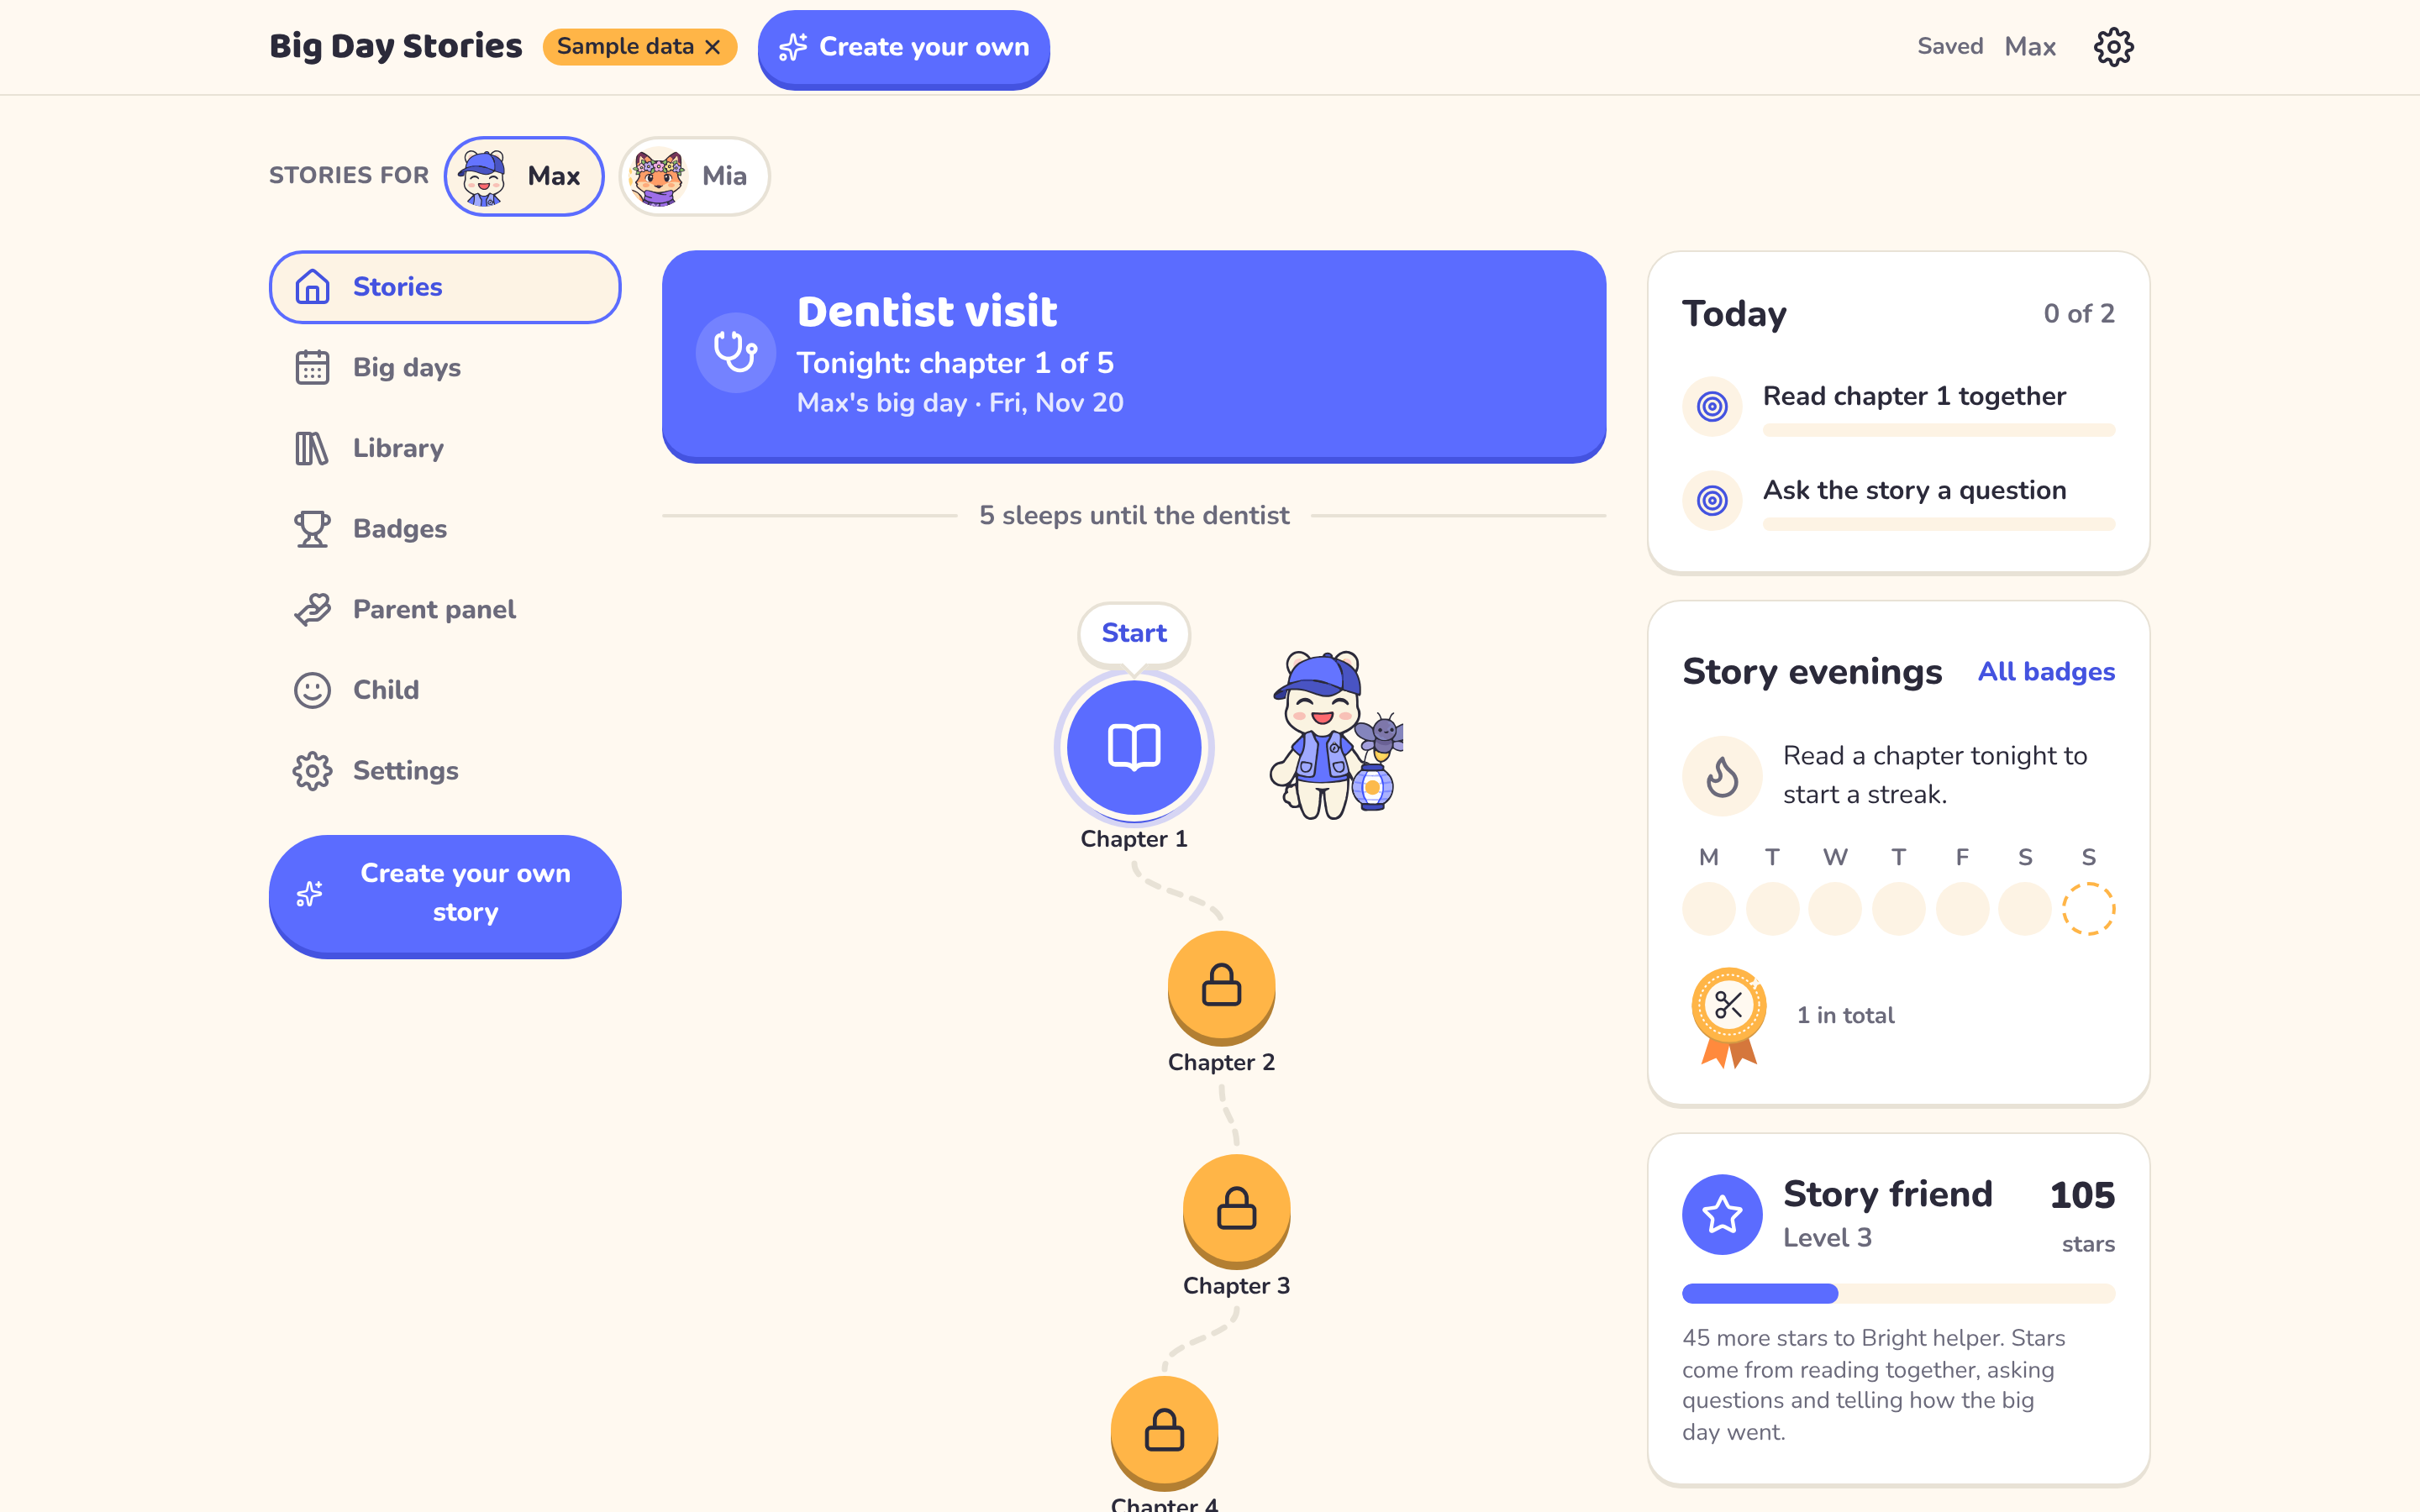 Big Day Stories
Sample data
Create your own
Saved
Max
STORIES FOR
Max
Mia
Stories
Big days
Library
Badges
Parent panel
Child
Settings
Create your own
story
Dentist visit
Tonight: chapter 1 of 5
Max's big day · Fri, Nov 20
5 sleeps until the dentist
Start
Chapter 1
Chapter 2
Chapter 3
Chapter 4
Today
0 of 2
Read chapter 1 together
Ask the story a question
Story evenings
All badges
Read a chapter tonight to
start a streak.
M T W T F S S
1 in total
Story friend
105
Level 3
stars
45 more stars to Bright helper. Stars
come from reading together, asking
questions and telling how the big
day went.